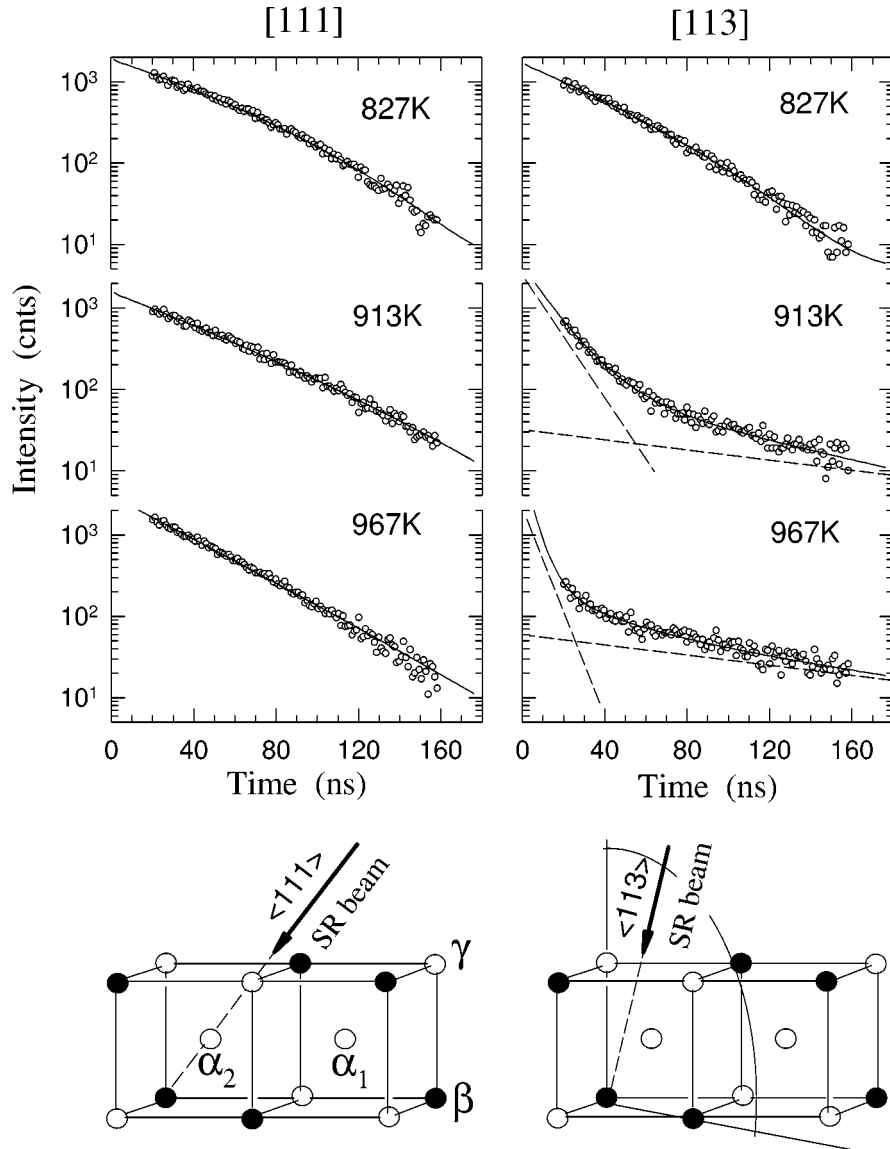 [111]
[113]
Intensity (cnts)
10³
10²
10¹
827K
827K
10³
10²
10¹
913K
913K
10³
10²
10¹
967K
967K
0 40 80 120 160
0 40 80 120 160
Time (ns)
Time (ns)
<111>
SR beam
<113>
SR beam
γ
α₂
α₁
β